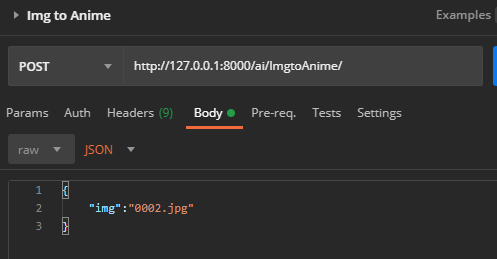 Img to Anime
Examples
POST
http://127.0.0.1:8000/ai/ImgtoAnime/
Params Auth Headers (9) Body Pre-req. Tests Settings
raw JSON
1 {
2 "img":"0002.jpg"
3 }